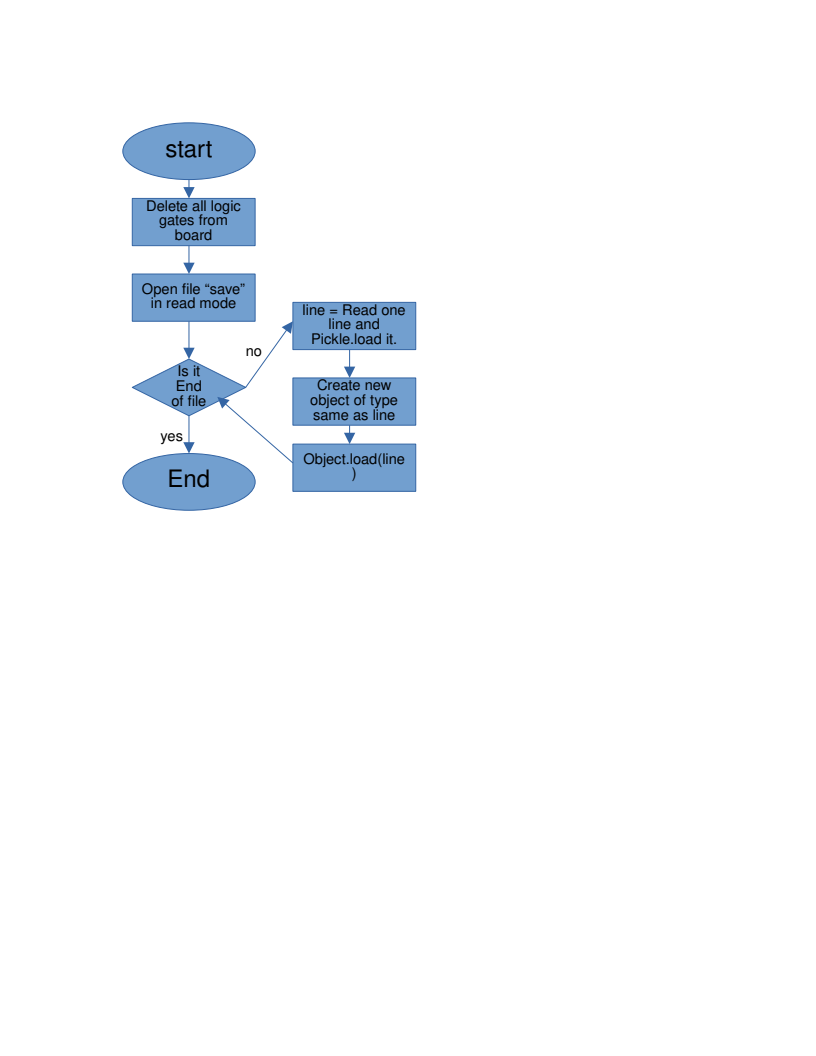 start
Delete all logic
gates from
board
Open file “save”
in read mode
line = Read one
line and
Pickle.load it.
no
Is it
End
of file
Create new
object of type
same as line
yes
Object.load(line
)
End